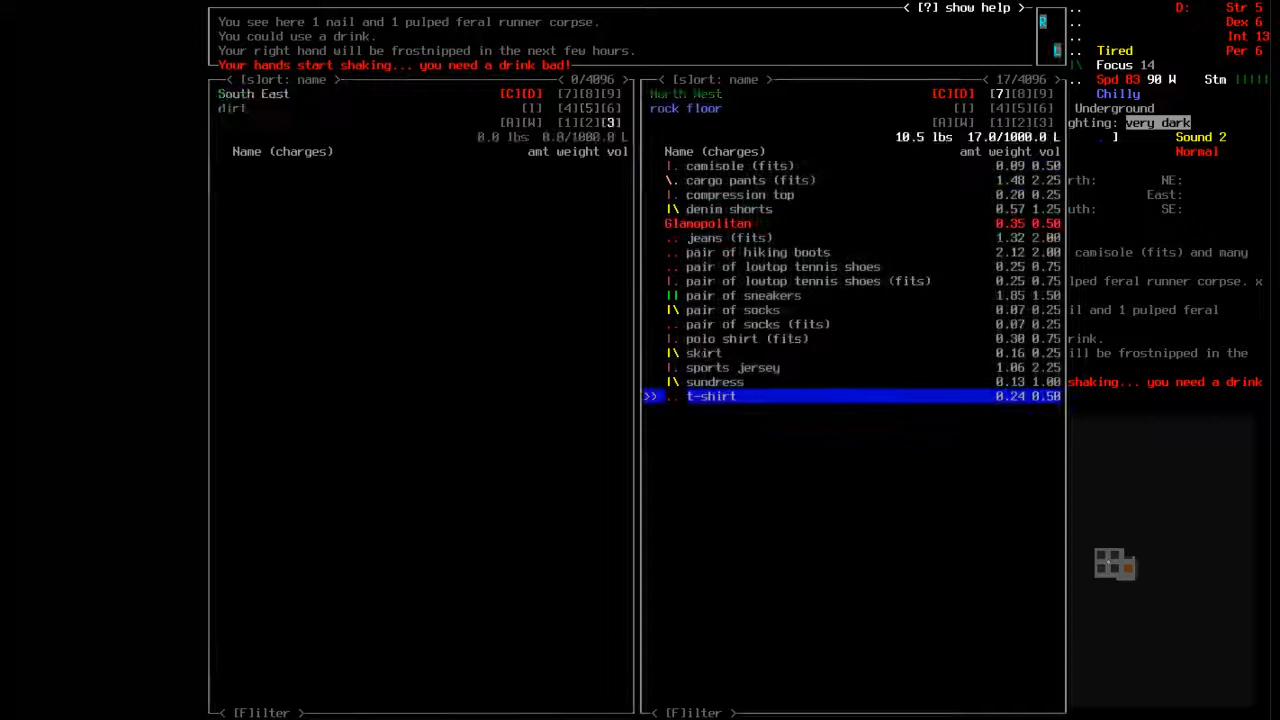 < [?] show help >
You see here 1 nail and 1 pulped feral runner corpse.
You could use a drink.
Your right hand will be frostnipped in the next few hours.
Your hands start shaking... you need a drink bad!
R
L
.. D: Str 5
.. Dex 6
.. Int 13
.. Tired Per 6
|\ Focus 14
.. Spd 83 90 W Stm |||||
Chilly
Underground
ghting: very dark
. ] Sound 2
Normal
rth: NE:
East:
uth: SE:
camisole (fits) and many
lped feral runner corpse. x
il and 1 pulped feral
rink.
ill be frostnipped in the
shaking... you need a drink
< [s]ort: name > < 0/4096 >
South East [C][D] [7][8][9]
dirt [I] [4][5][6]
[A][W] [1][2][3]
0.0 lbs 0.0/1000.0 L
Name (charges) amt weight vol
< [F]ilter >
< [s]ort: name > < 17/4096 >
North West [C][D] [7][8][9]
rock floor [I] [4][5][6]
[A][W] [1][2][3]
10.5 lbs 17.0/1000.0 L
Name (charges) amt weight vol
|. camisole (fits) 0.09 0.50
\. cargo pants (fits) 1.48 2.25
|. compression top 0.20 0.25
|\ denim shorts 0.57 1.25
Glamopolitan 0.35 0.50
.. jeans (fits) 1.32 2.00
.. pair of hiking boots 2.12 2.00
.. pair of lowtop tennis shoes 0.25 0.75
|. pair of lowtop tennis shoes (fits) 0.25 0.75
|| pair of sneakers 1.85 1.50
|\ pair of socks 0.07 0.25
.. pair of socks (fits) 0.07 0.25
|. polo shirt (fits) 0.30 0.75
|\ skirt 0.16 0.25
|. sports jersey 1.06 2.25
|\ sundress 0.13 1.00
>> .. t-shirt 0.24 0.50
< [F]ilter >